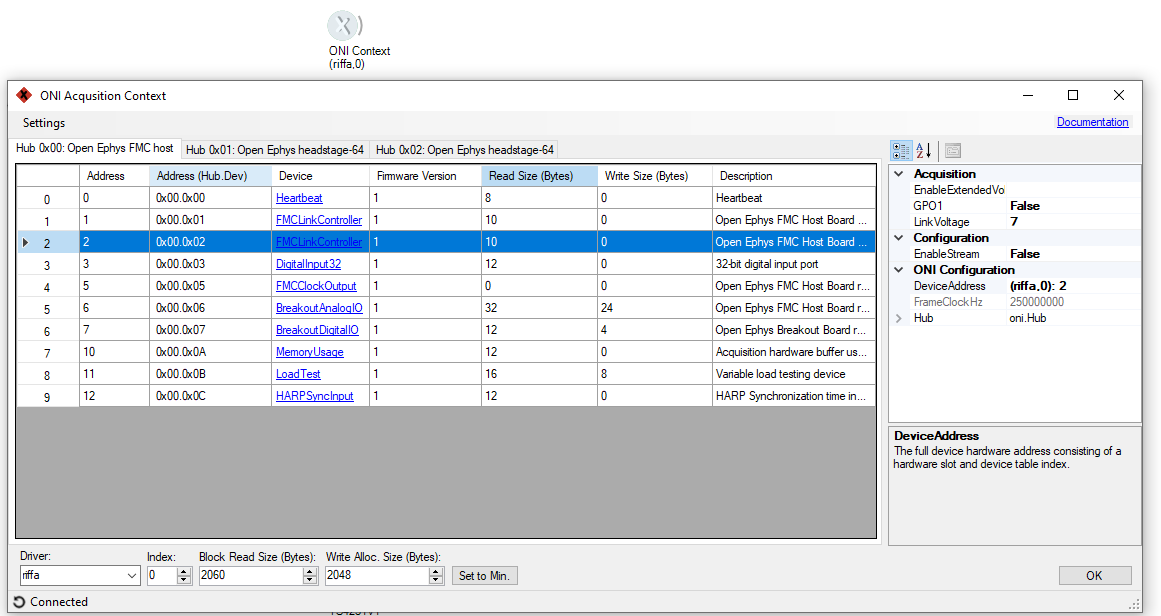 ONI Context
(riffa,0)
ONI Acqusition Context
Settings
Documentation
Hub 0x00: Open Ephys FMC host
Hub 0x01: Open Ephys headstage-64
Hub 0x02: Open Ephys headstage-64
Address Address (Hub.Dev) Device Firmware Version Read Size (Bytes) Write Size (Bytes) Description
0 0 0x00.0x00 Heartbeat 1 8 0 Heartbeat
1 1 0x00.0x01 FMCLinkController 1 10 0 Open Ephys FMC Host Board ...
2 2 0x00.0x02 FMCLinkController 1 10 0 Open Ephys FMC Host Board ...
3 3 0x00.0x03 DigitalInput32 1 12 0 32-bit digital input port
4 5 0x00.0x05 FMCClockOutput 1 0 0 Open Ephys FMC Host Board r...
5 6 0x00.0x06 BreakoutAnalogIO 1 32 24 Open Ephys FMC Host Board r...
6 7 0x00.0x07 BreakoutDigitalIO 1 12 4 Open Ephys Breakout Board r...
7 10 0x00.0x0A MemoryUsage 1 12 0 Acquisition hardware buffer us...
8 11 0x00.0x0B LoadTest 1 16 8 Variable load testing device
9 12 0x00.0x0C HARPSyncInput 1 12 0 HARP Synchronization time in...
Acquisition
EnableExtendedVol
GPO1 False
LinkVoltage 7
Configuration
EnableStream False
ONI Configuration
DeviceAddress (riffa,0): 2
FrameClockHz 250000000
Hub oni.Hub
DeviceAddress
The full device hardware address consisting of a
hardware slot and device table index.
Driver: Index: Block Read Size (Bytes): Write Alloc. Size (Bytes):
riffa 0 2060 2048 Set to Min. OK
Connected